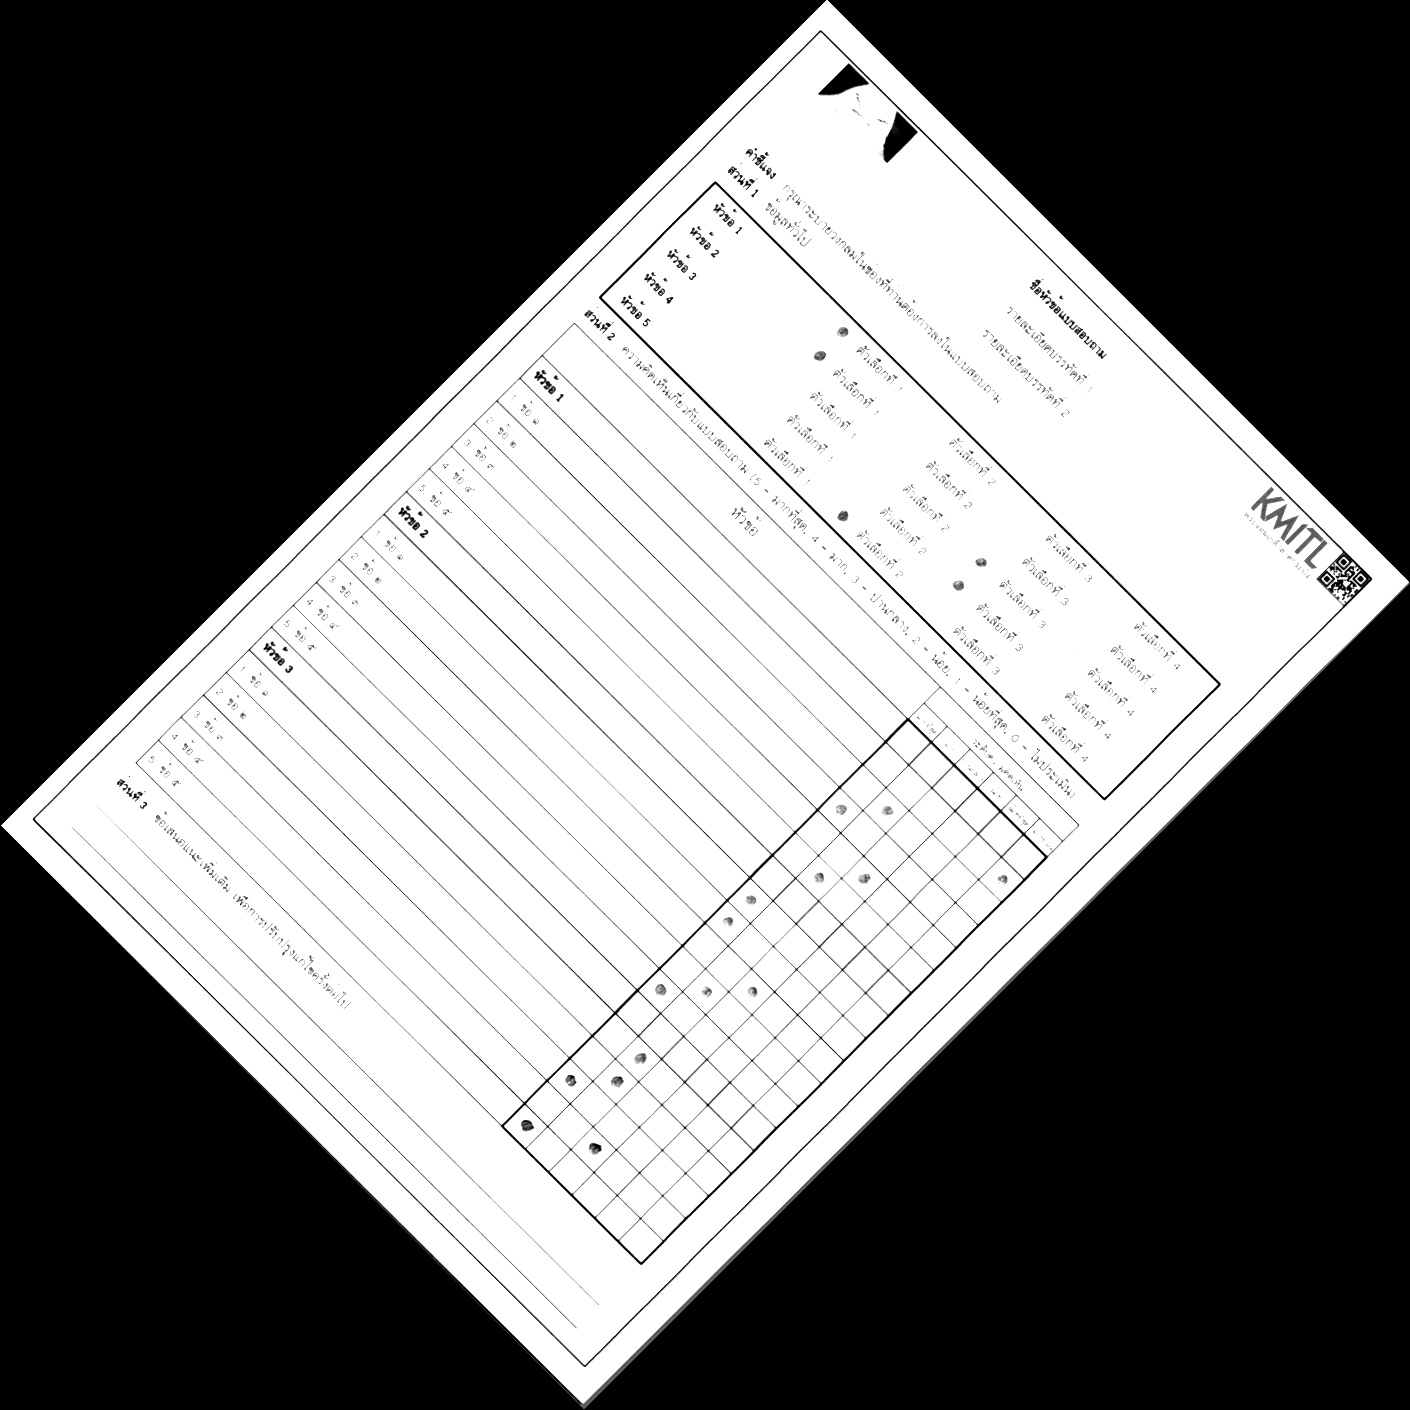 KMITL
ชื่อหัวข้อแบบสอบถาม
รายละเอียดบรรทัดที่ 1
รายละเอียดบรรทัดที่ 2
คำชี้แจง กรุณาระบายวงกลมในช่องที่ท่านต้องการลงในแบบสอบถาม
ส่วนที่ 1 ข้อมูลทั่วไป
หัวข้อ 1 ตัวเลือกที่ 1 ตัวเลือกที่ 2 ตัวเลือกที่ 3 ตัวเลือกที่ 4
หัวข้อ 2 ตัวเลือกที่ 1 ตัวเลือกที่ 2 ตัวเลือกที่ 3 ตัวเลือกที่ 4
หัวข้อ 3 ตัวเลือกที่ 1 ตัวเลือกที่ 2 ตัวเลือกที่ 3 ตัวเลือกที่ 4
หัวข้อ 4 ตัวเลือกที่ 1 ตัวเลือกที่ 2 ตัวเลือกที่ 3 ตัวเลือกที่ 4
หัวข้อ 5 ตัวเลือกที่ 1 ตัวเลือกที่ 2 ตัวเลือกที่ 3 ตัวเลือกที่ 4
ส่วนที่ 2 ความคิดเห็นเกี่ยวกับแบบสอบถาม (5 - มากที่สุด, 4 - มาก, 3 - ปานกลาง, 2 - น้อย, 1 - น้อยที่สุด, 0 - ไม่ประเมิน)
หัวข้อ
หัวข้อ 1
1 ข้อ ๑
2 ข้อ ๒
3 ข้อ ๓
4 ข้อ ๔
5 ข้อ ๕
หัวข้อ 2
1 ข้อ ๑
2 ข้อ ๒
3 ข้อ ๓
4 ข้อ ๔
5 ข้อ ๕
หัวข้อ 3
1 ข้อ ๑
2 ข้อ ๒
3 ข้อ ๓
4 ข้อ ๔
5 ข้อ ๕
ส่วนที่ 3 ข้อเสนอแนะเพิ่มเติม เพื่อการปรับปรุงแก้ไขครั้งต่อไป